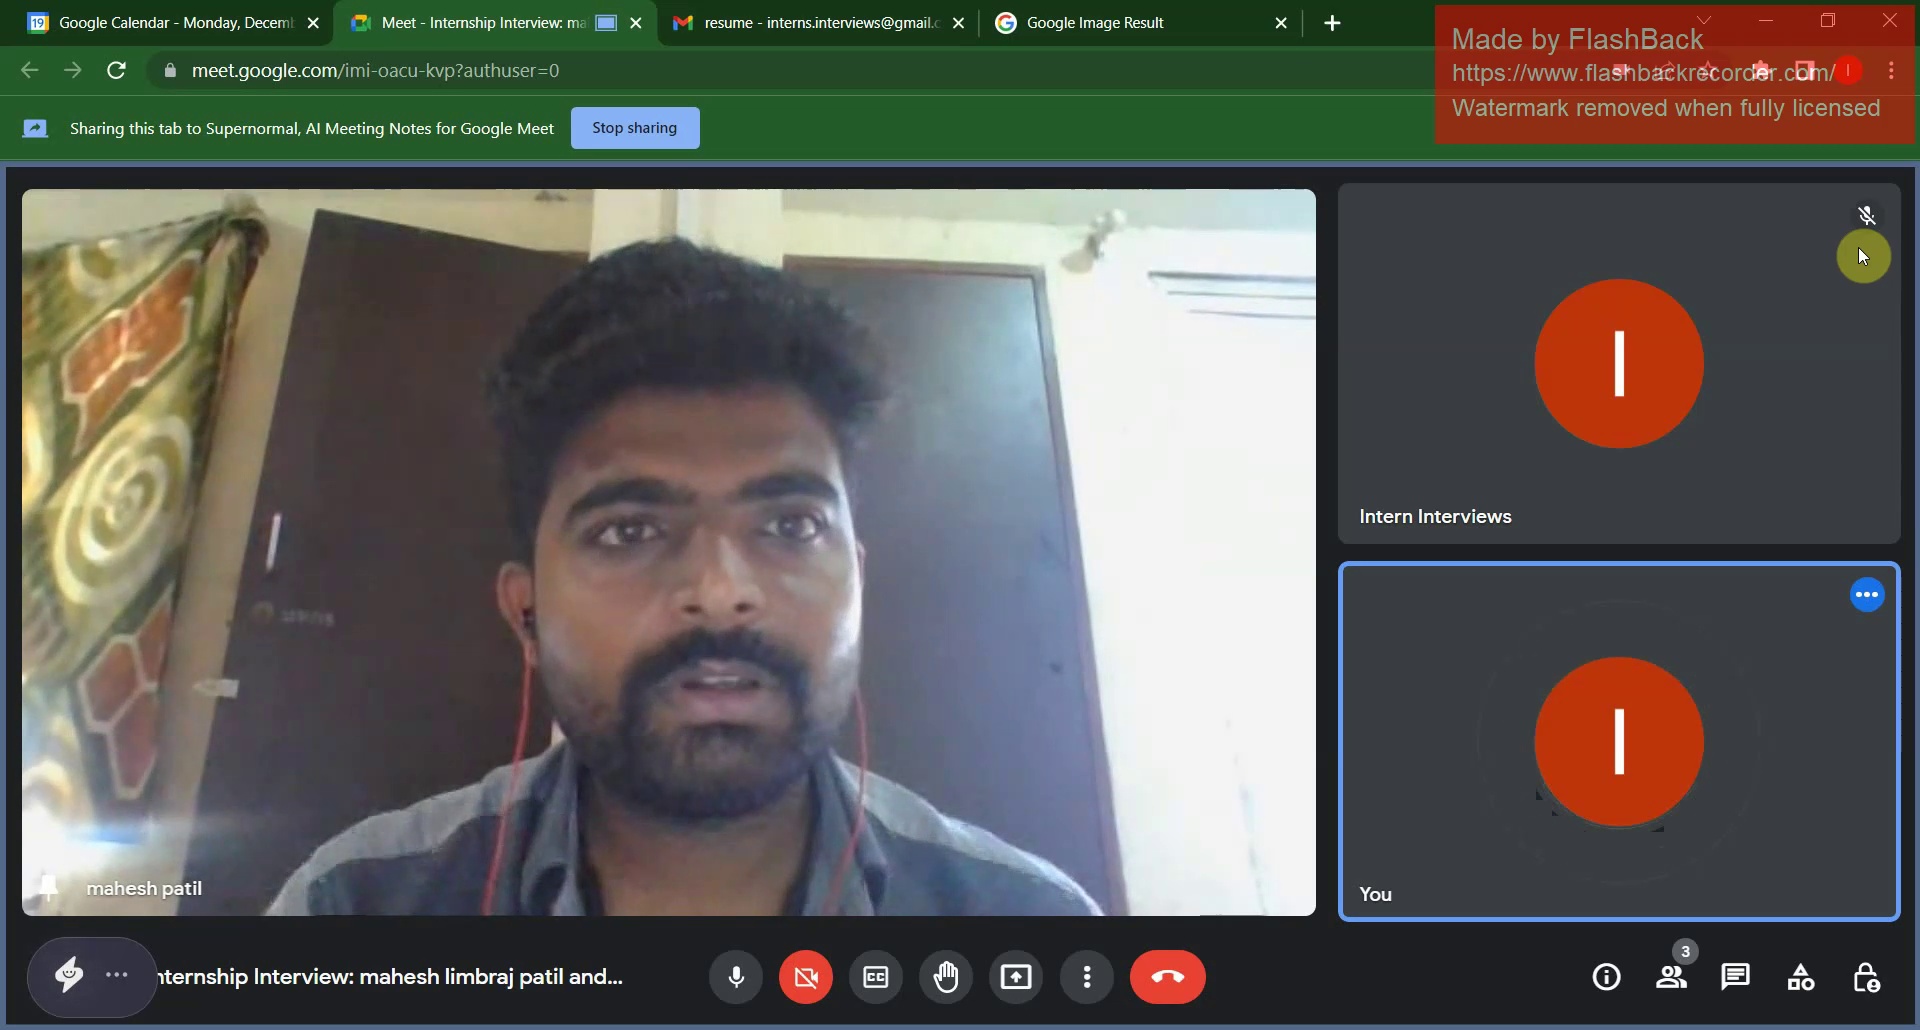 19 Google Calendar - Monday, Decem
Meet - Internship Interview: ma
resume - interns.interviews@gmail.c
Google Image Result
Made by FlashBack
https://www.flashbackrecorder.com/
Watermark removed when fully licensed
meet.google.com/imi-oacu-kvp?authuser=0
I
Sharing this tab to Supernormal, AI Meeting Notes for Google Meet
Stop sharing
I
Intern Interviews
I
You
mahesh patil
nternship Interview: mahesh limbraj patil and...
CC
3